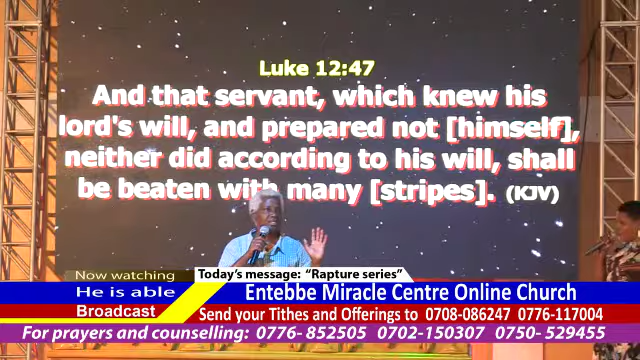 Luke 12:47
And that servant, which knew his
lord's will, and prepared not [himself],
neither did according to his will, shall
be beaten with many [stripes]. (KJV)
Now watching
Today's message: "Rapture series"
He is able
Entebbe Miracle Centre Online Church
Broadcast
Send your Tithes and Offerings to 0708-086247 0776-117004
For prayers and counselling: 0776- 852505 0702-150307 0750- 529455